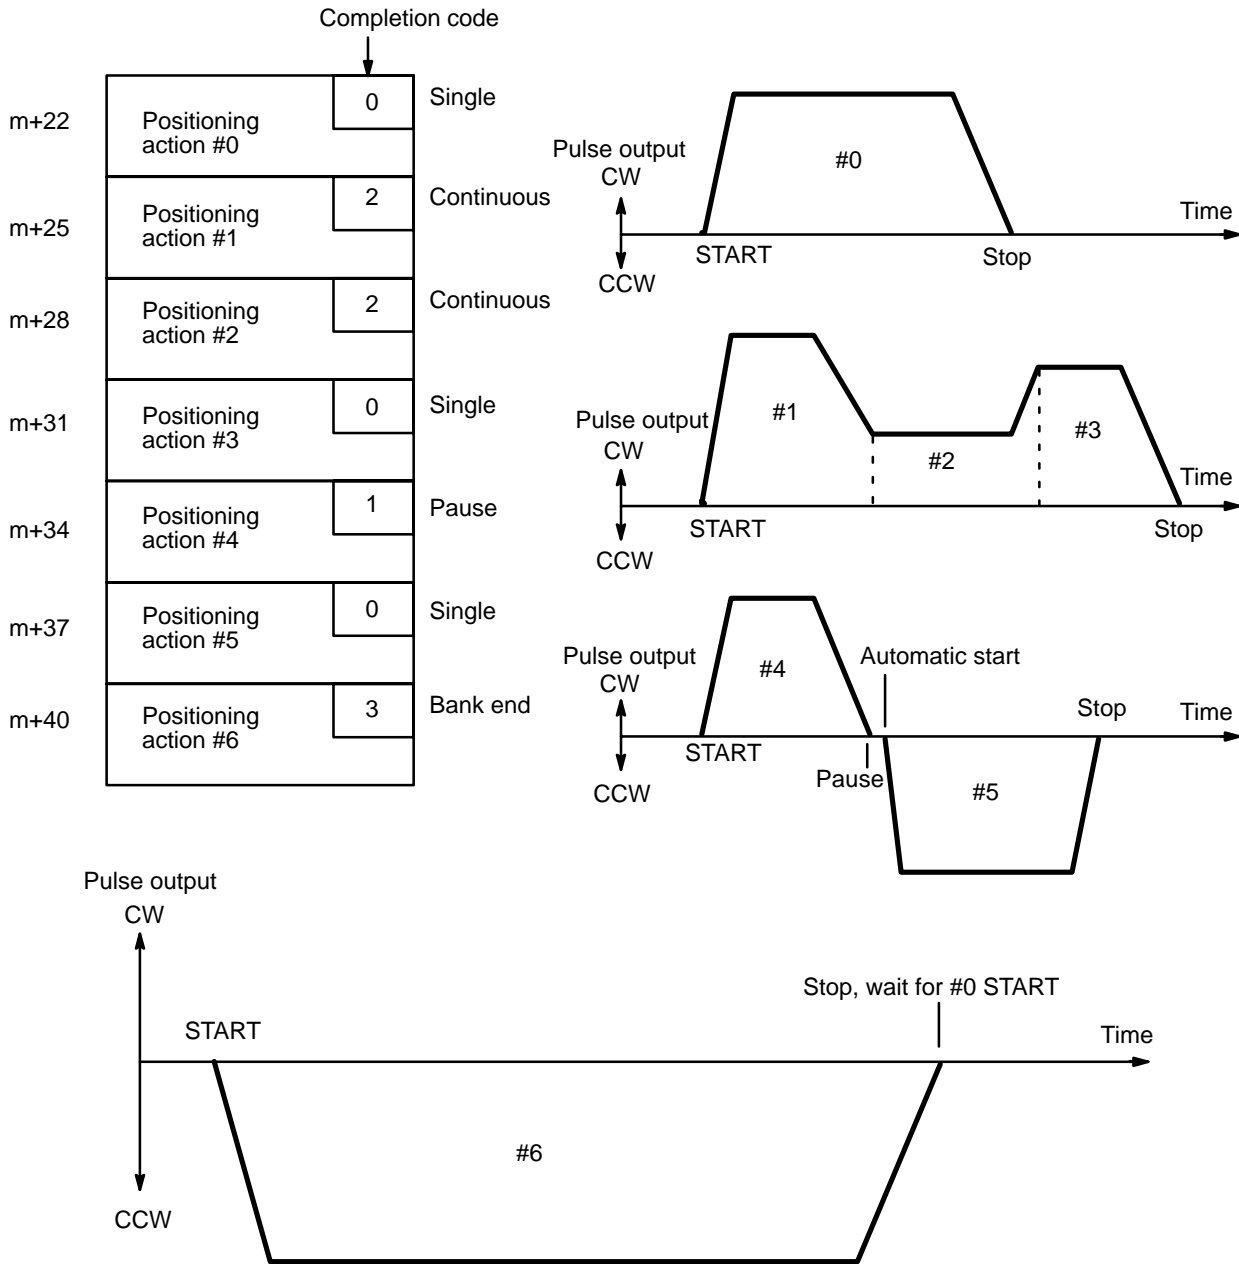 Completion code
m+22
Positioning
action #0
0
Single
m+25
Positioning
action #1
2
Continuous
m+28
Positioning
action #2
2
Continuous
m+31
Positioning
action #3
0
Single
m+34
Positioning
action #4
1
Pause
m+37
Positioning
action #5
0
Single
m+40
Positioning
action #6
3
Bank end
Pulse output
CW
CCW
#0
START
Stop
Time
Pulse output
CW
CCW
#1
#2
#3
START
Stop
Time
Pulse output
CW
CCW
#4
START
Pause
Automatic start
#5
Stop
Time
Pulse output
CW
CCW
START
#6
Stop, wait for #0 START
Time